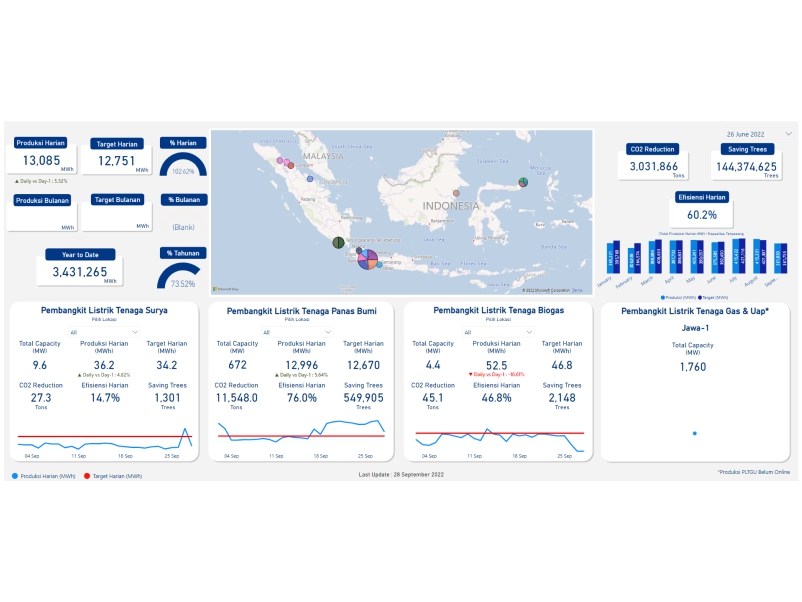 Produksi Harian
13,085
MWh
▲ Daily vs Day-1 : 3.52%
Target Harian
12,751
MWh
% Harian
102.62%
Produksi Bulanan
MWh
Target Bulanan
MWh
% Bulanan
(Blank)
Year to Date
3,431,265
MWh
% Tahunan
73.52%
South China Sea
MALAYSIA
Padang
INDONESIA
Banjarmasin
Java Sea
Banda Sea
© 2022 Microsoft Corporation Terms
26 June 2022
CO2 Reduction
3.031,866
Tons
Saving Trees
144,374,625
Trees
Efisiensi Harian
60.2%
January
February
March
April
May
June
July
August
Septe...
Produksi (MWh)
Target (MWh)
Pembangkit Listrik Tenaga Surya
Pilih Lokasi
All
Total Capacity
(MW)
9.6
Produksi Harian
(MWh)
36.2
▲ Daily vs Day-1 : 4.82%
Target Harian
(MWh)
34.2
CO2 Reduction
27.3
Tons
Efisiensi Harian
14.7%
Saving Trees
1,301
Trees
04 Sep
11 Sep
18 Sep
25 Sep
Pembangkit Listrik Tenaga Panas Bumi
Pilih Lokasi
All
Total Capacity
(MW)
672
Produksi Harian
(MWh)
12,996
▲ Daily vs Day-1 : 5.64%
Target Harian
(MWh)
12,670
CO2 Reduction
11,548.0
Tons
Efisiensi Harian
76.0%
Saving Trees
549,905
Trees
04 Sep
11 Sep
18 Sep
25 Sep
Pembangkit Listrik Tenaga Biogas
Pilih Lokasi
All
Total Capacity
(MW)
4.4
Produksi Harian
(MWh)
52.5
▼ Daily vs Day-1 : -16.61%
Target Harian
(MWh)
46.8
CO2 Reduction
45.1
Tons
Efisiensi Harian
46.8%
Saving Trees
2,148
Trees
04 Sep
11 Sep
18 Sep
25 Sep
Pembangkit Listrik Tenaga Gas & Uap*
Jawa-1
Total Capacity
(MW)
1,760
Produksi Harian (MWh)
Target Harian (MWh)
Last Update : 28 September 2022
*Produksi PLTGU Belum Online